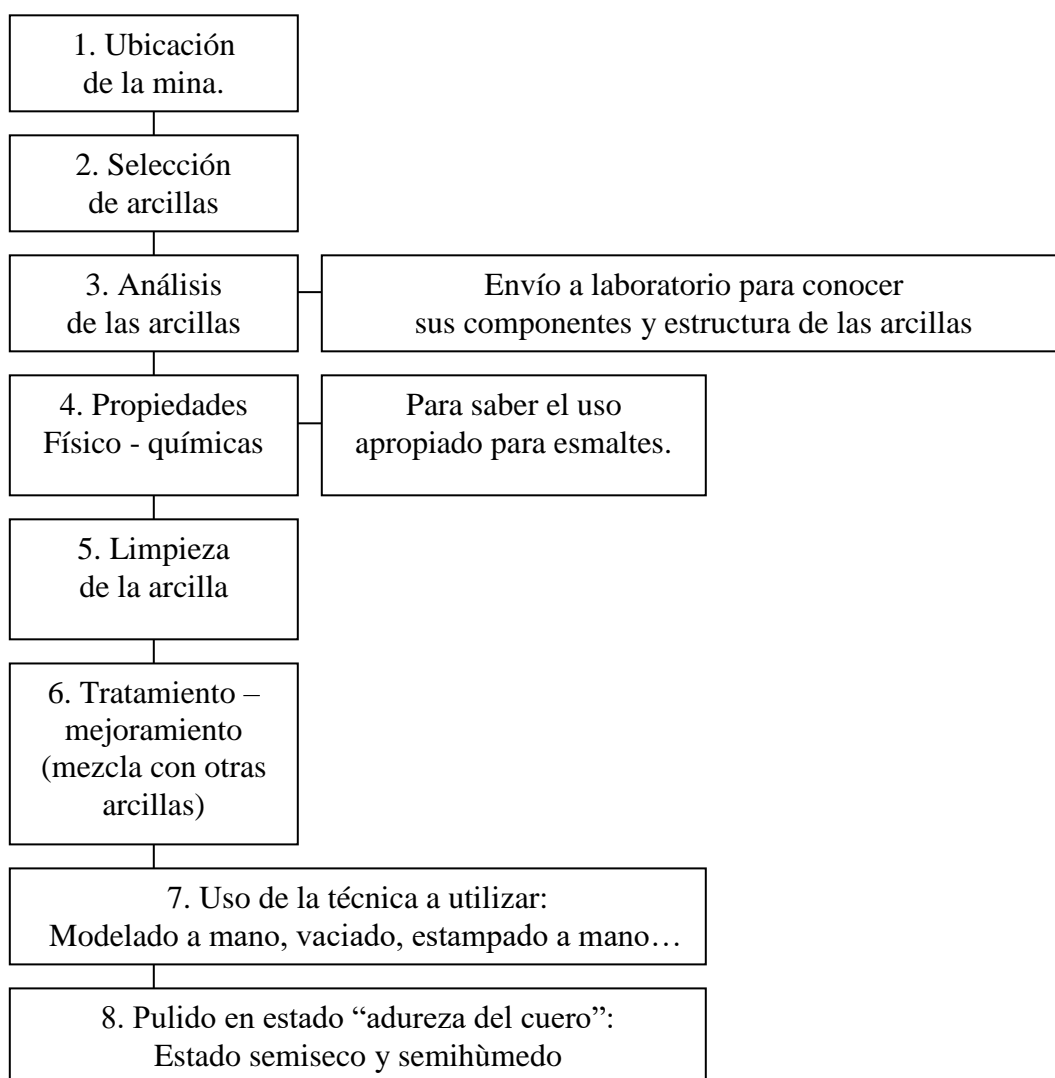 1. Ubicación
de la mina.
2. Selección
de arcillas
3. Análisis
de las arcillas
Envío a laboratorio para conocer
sus componentes y estructura de las arcillas
4. Propiedades
Físico - químicas
Para saber el uso
apropiado para esmaltes.
5. Limpieza
de la arcilla
6. Tratamiento –
mejoramiento
(mezcla con otras
arcillas)
7. Uso de la técnica a utilizar:
Modelado a mano, vaciado, estampado a mano…
8. Pulido en estado “adureza del cuero”:
Estado semiseco y semihùmedo